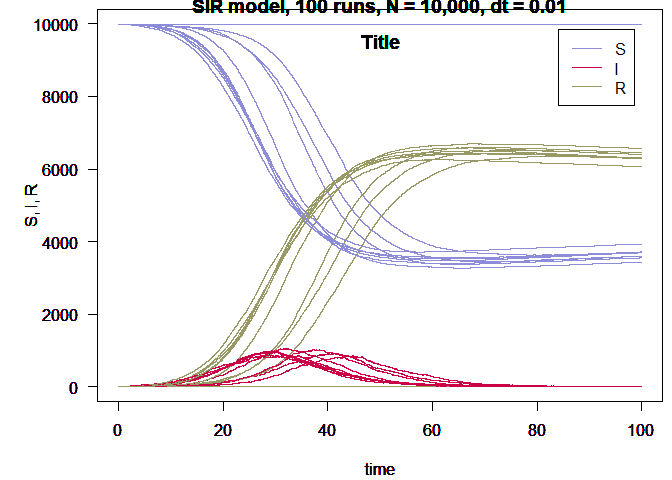 SIR model, 100 runs, N = 10,000, dt = 0.01
Title
10000
8000
6000
4000
2000
0
S, I, R
S
I
R
0 20 40 60 80 100
time